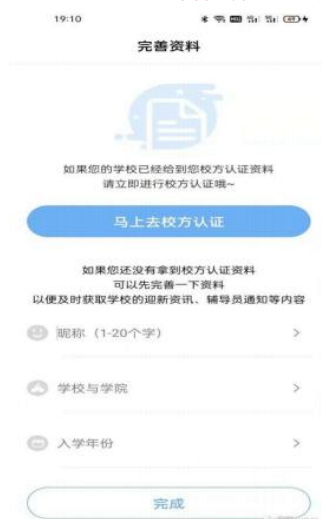 19:10
完善资料
如果您的学校已经给到您校方认证资料
请立即进行校方认证哦~
马上去校方认证
如果您还没有拿到校方认证资料
可以先完善一下资料
以便及时获取学校的迎新资讯、辅导员通知等内容
昵称（1-20个字）
学校与学院
入学年份
完成